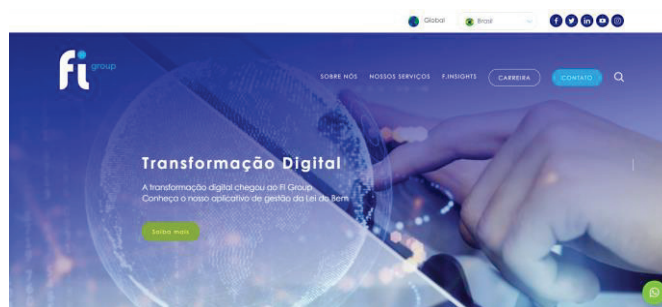 Global
Brasil
fi group
SOBRE NÓS NOSSOS SERVIÇOS F.INSIGHTS CARREIRA CONTATO
Transformação Digital
A transformação digital chegou ao FI Group
Conheça o nosso aplicativo de gestão da Lei do Bem
Saiba mais